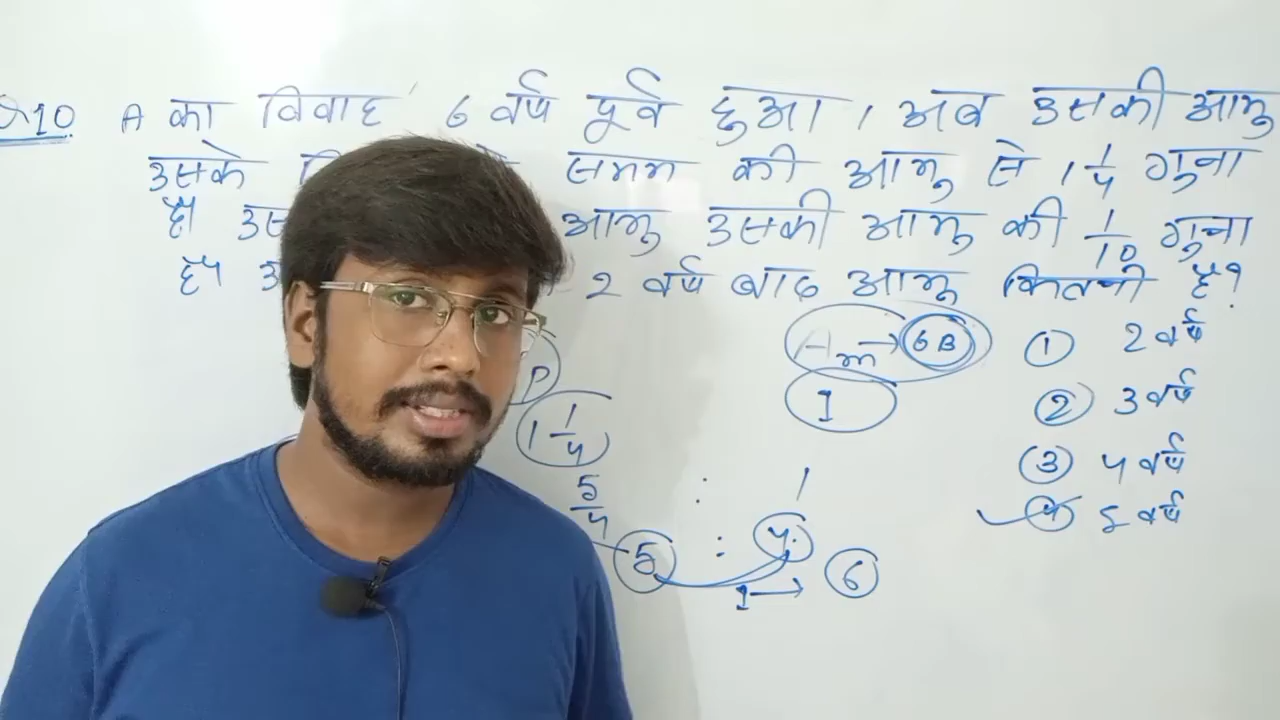 Q10 A का विवाह 6 वर्ष पूर्व हुआ । अब उसकी आयु
उसके समय की आयु से 1 1/4 गुना
है। आयु उसकी आयु की 1/10 गुना
है, 2 वर्ष बाद आयु कितनी है?
Am → 6B
① 2 वर्ष
P
I
② 3 वर्ष
1 1/4
③ 4 वर्ष
5/4 : 1
④ 5 वर्ष
5 : 4
1 → 6